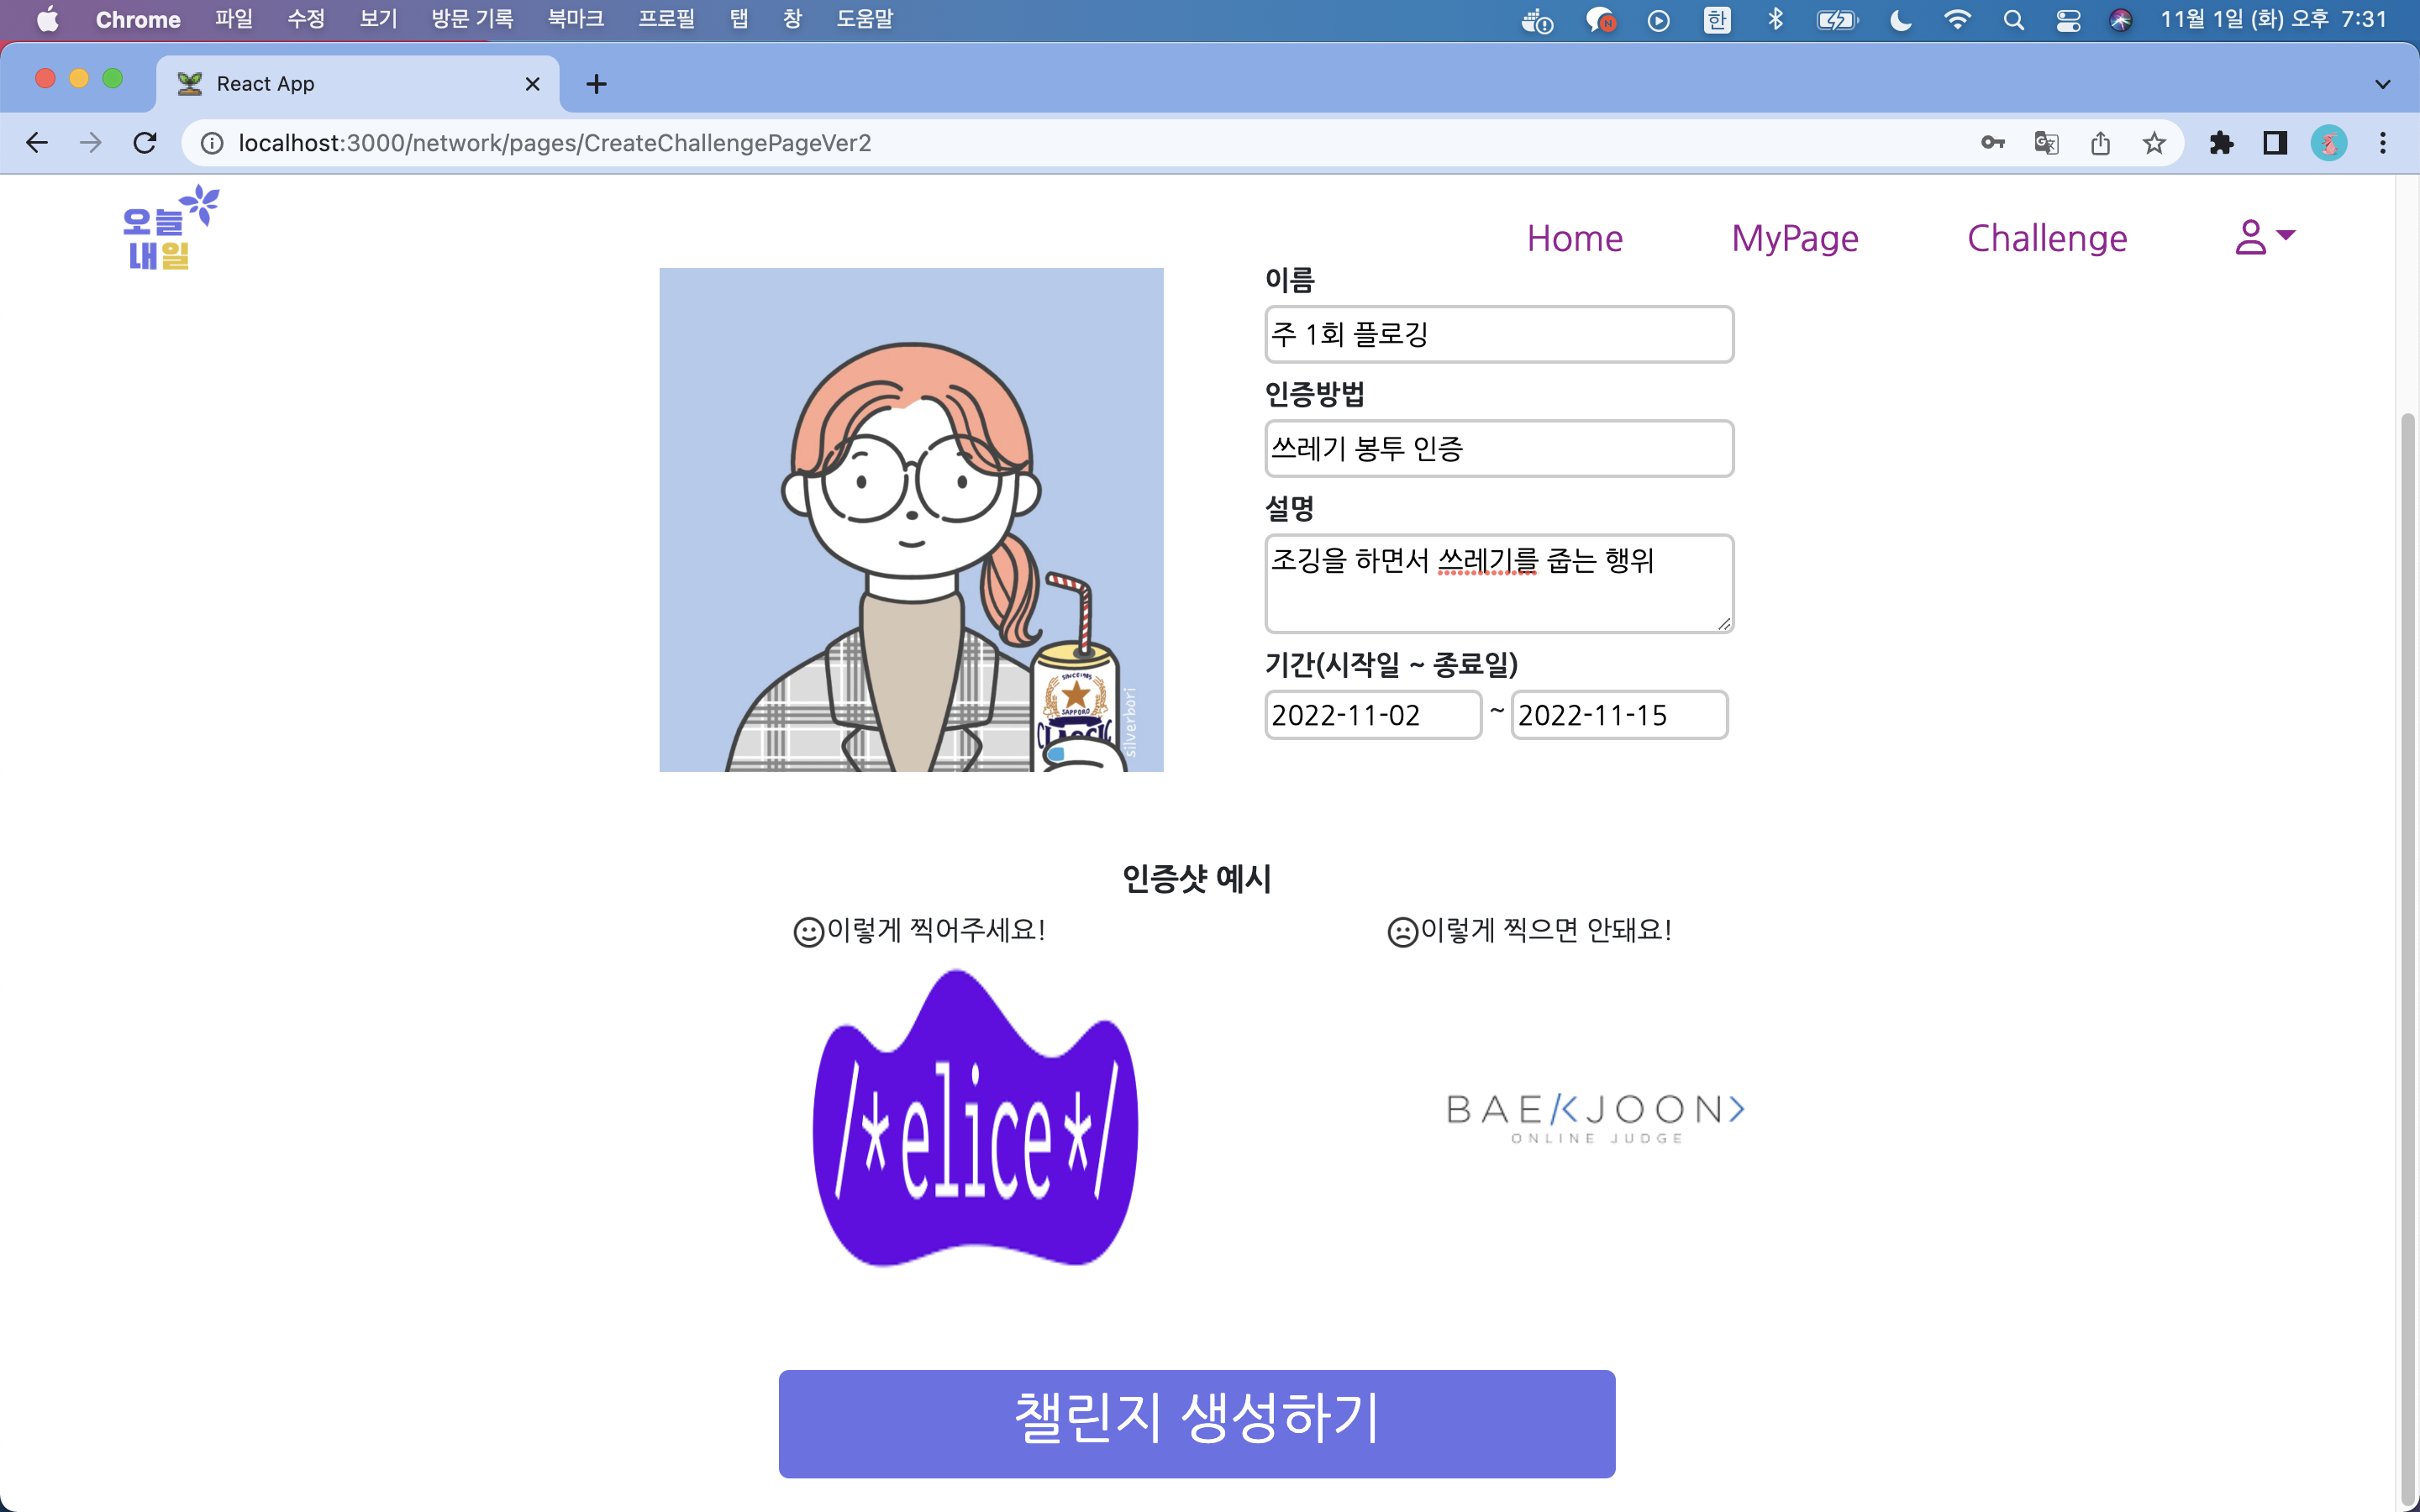 Chrome 파일 수정 보기 방문 기록 북마크 프로필 탭 창 도움말 한 11월 1일 (화) 오후 7:31
React App
localhost:3000/network/pages/CreateChallengePageVer2
오늘
내일
Home MyPage Challenge
이름
주 1회 플로깅
인증방법
쓰레기 봉투 인증
설명
조깅을 하면서 쓰레기를 줍는 행위
기간(시작일 ~ 종료일)
2022-11-02 ~ 2022-11-15
SINCE 1985
SAPPORO
CLASSIC
silverbori
인증샷 예시
이렇게 찍어주세요! 이렇게 찍으면 안돼요!
/*elice*/
BAEKJOON>
ONLINE JUDGE
챌린지 생성하기